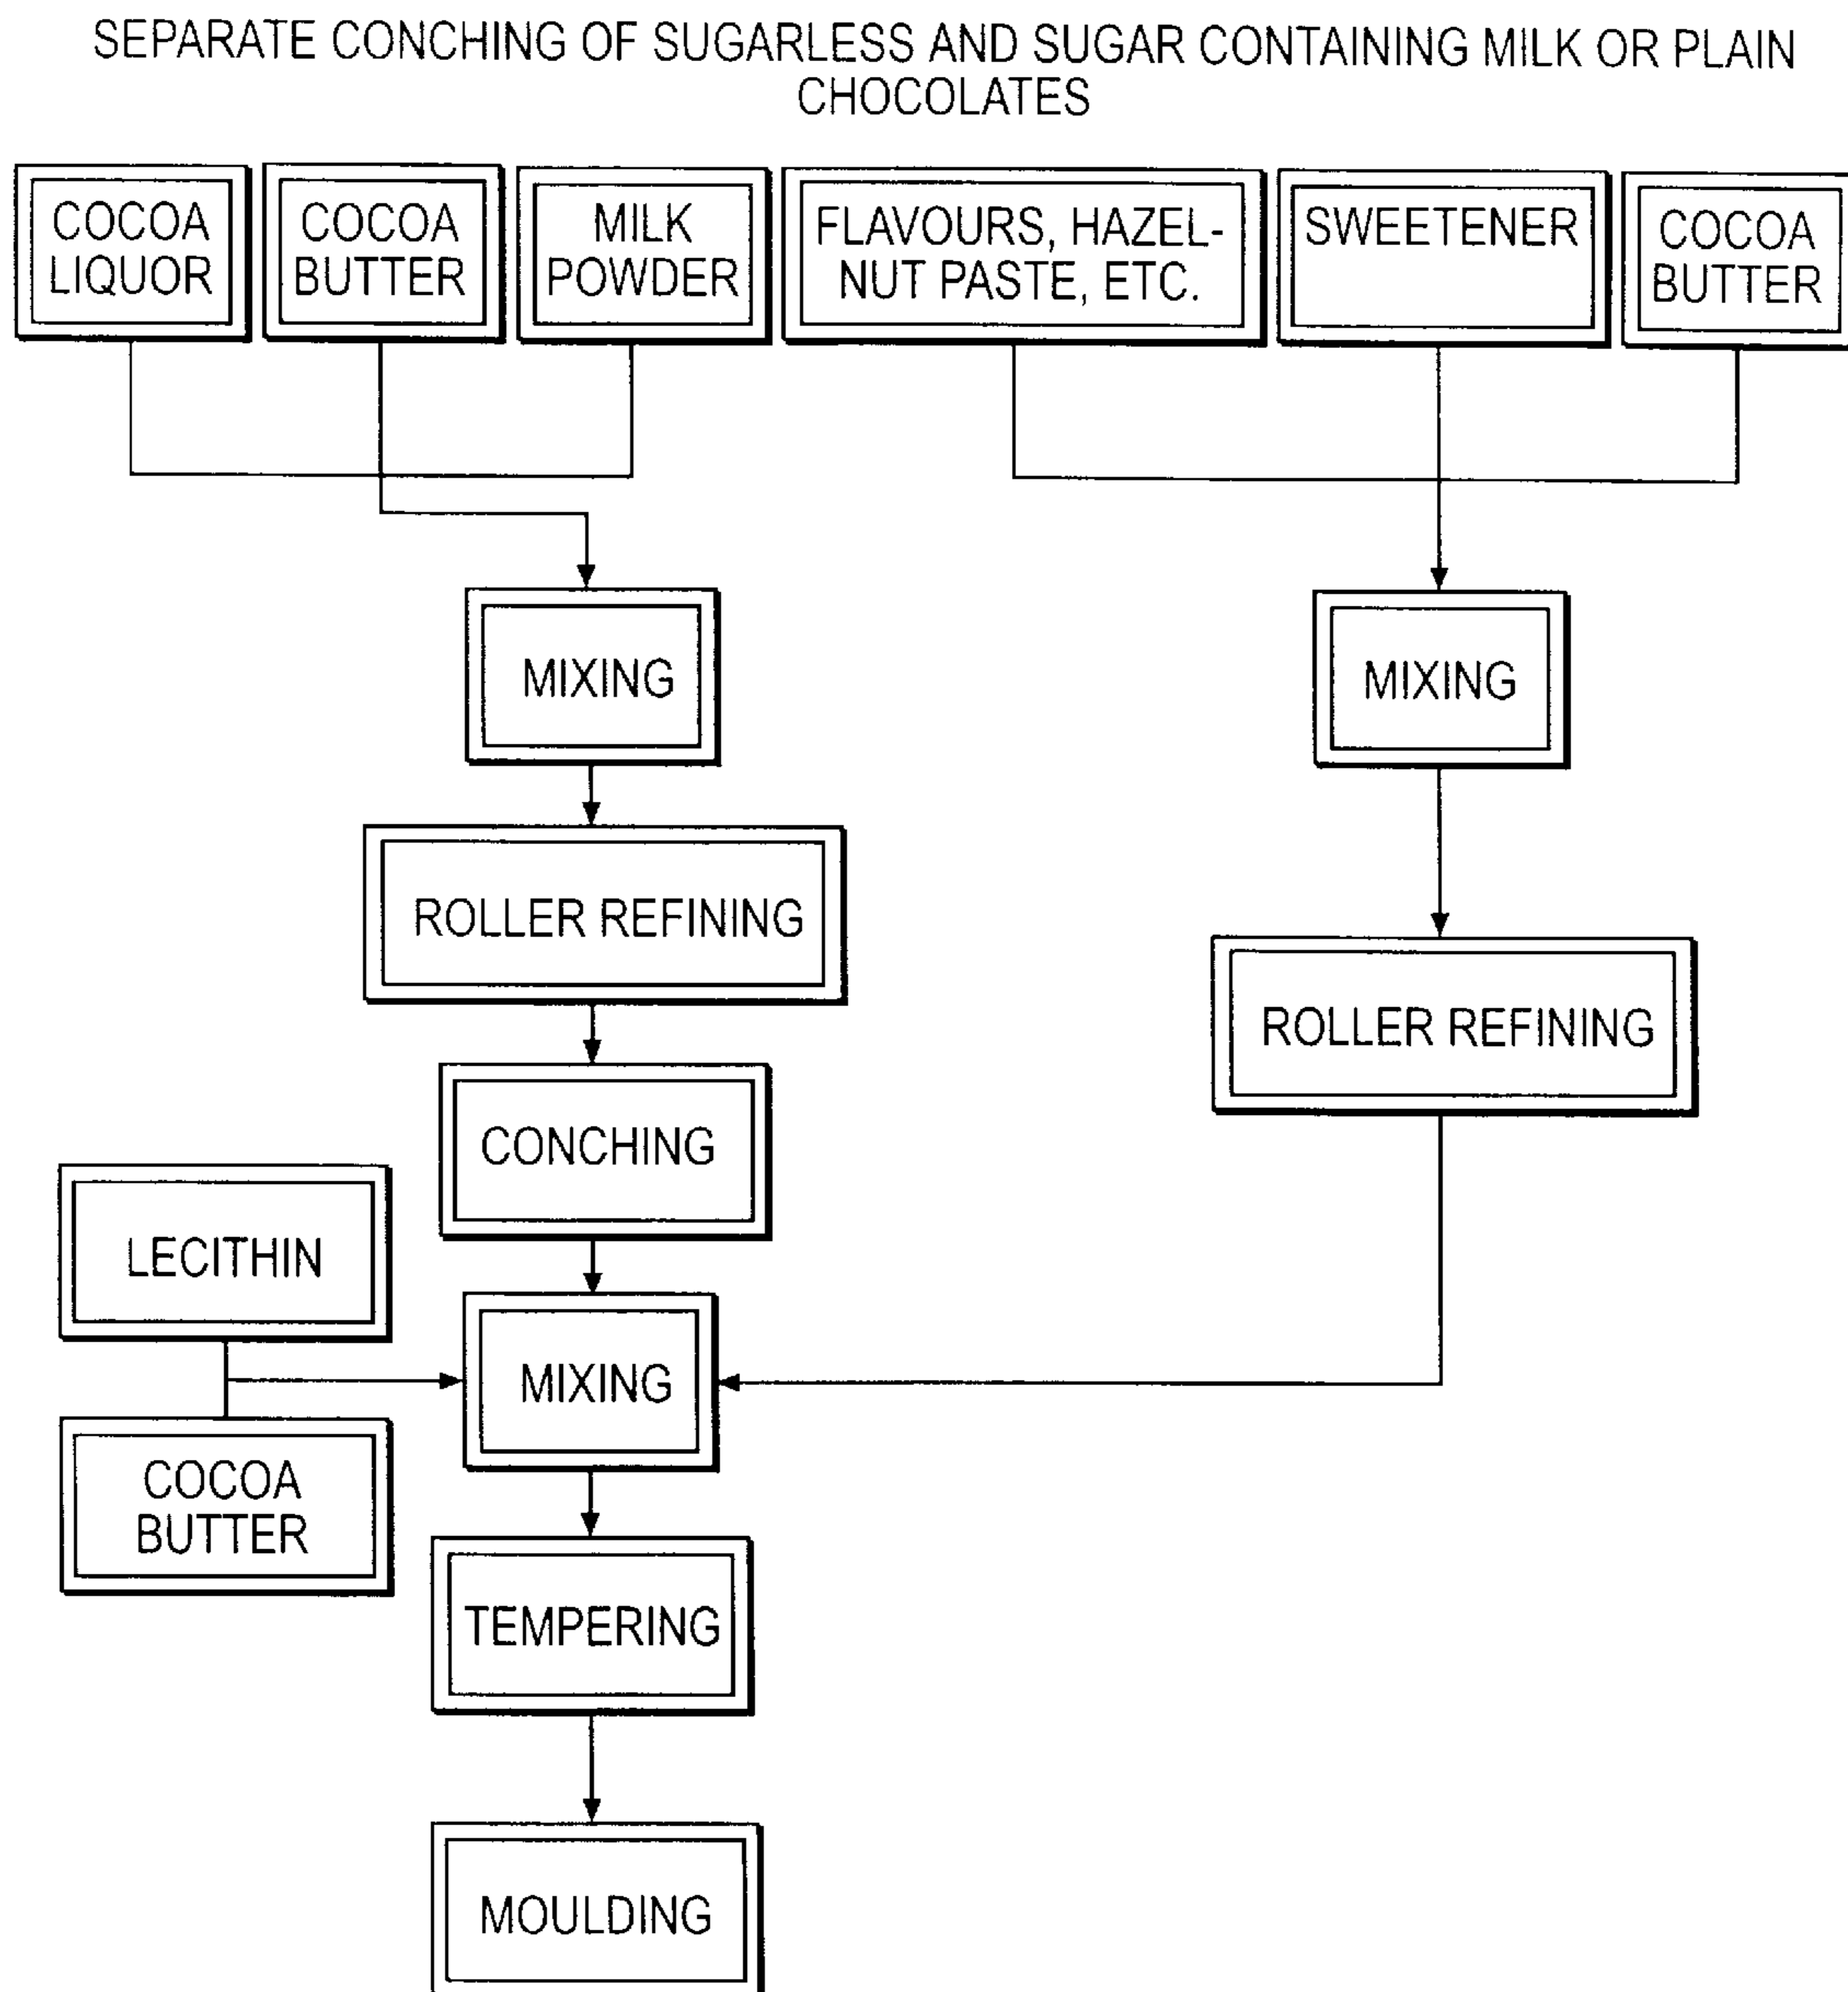 SEPARATE CONCHING OF SUGARLESS AND SUGAR CONTAINING MILK OR PLAIN
CHOCOLATES
COCOA
LIQUOR
COCOA
BUTTER
MILK
POWDER
FLAVOURS, HAZEL-
NUT PASTE, ETC.
SWEETENER
COCOA
BUTTER
MIXING
MIXING
ROLLER REFINING
ROLLER REFINING
CONCHING
LECITHIN
MIXING
COCOA
BUTTER
TEMPERING
MOULDING